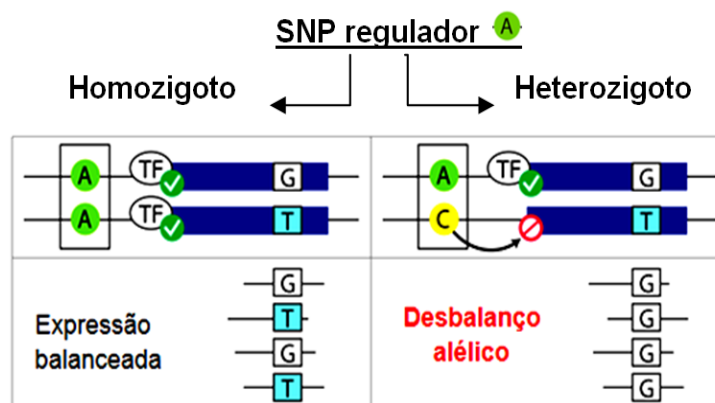 SNP regulador A
Homozigoto Heterozigoto
A TF G
A TF T
A TF G
C T
Expressão
balanceada
G
T
G
T
Desbalanço
alélico
G
G
G
G